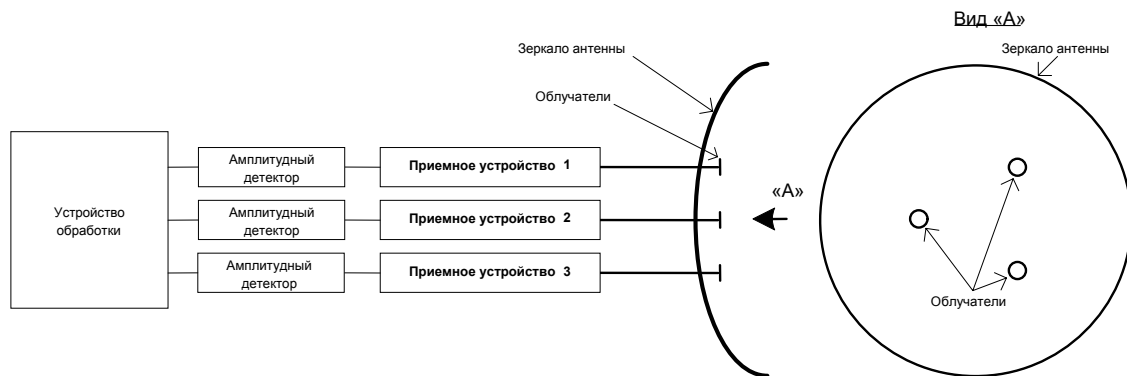 Вид «А»
Зеркало антенны
Зеркало антенны
Облучатели
Амплитудный
детектор
Приемное устройство 1
«А»
Устройство
обработки
Амплитудный
детектор
Приемное устройство 2
Амплитудный
детектор
Приемное устройство 3
Облучатели